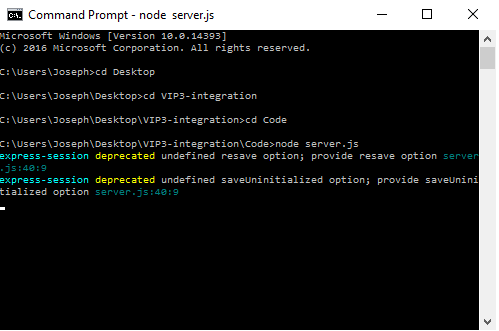 Command Prompt - node server.js
Microsoft Windows [Version 10.0.14393]
(c) 2016 Microsoft Corporation. All rights reserved.
C:\Users\Joseph>cd Desktop
C:\Users\Joseph\Desktop>cd VIP3-integration
C:\Users\Joseph\Desktop\VIP3-integration>cd Code
C:\Users\Joseph\Desktop\VIP3-integration\Code>node server.js
express-session deprecated undefined resave option; provide resave option server
.js:40:9
express-session deprecated undefined saveUninitialized option; provide saveUnini
tialized option server.js:40:9